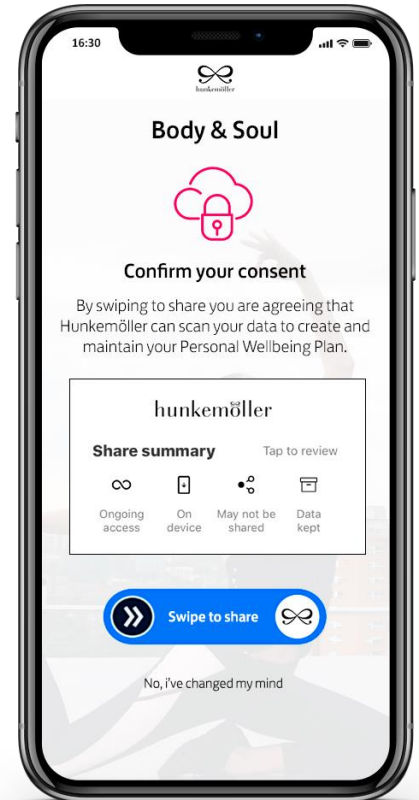 16:30
hunkemöller
Body & Soul
Confirm your consent
By swiping to share you are agreeing that
Hunkemöller can scan your data to create and
maintain your Personal Wellbeing Plan.
hunkemöller
Share summary Tap to review
Ongoing access
On device
May not be shared
Data kept
Swipe to share
No, i've changed my mind